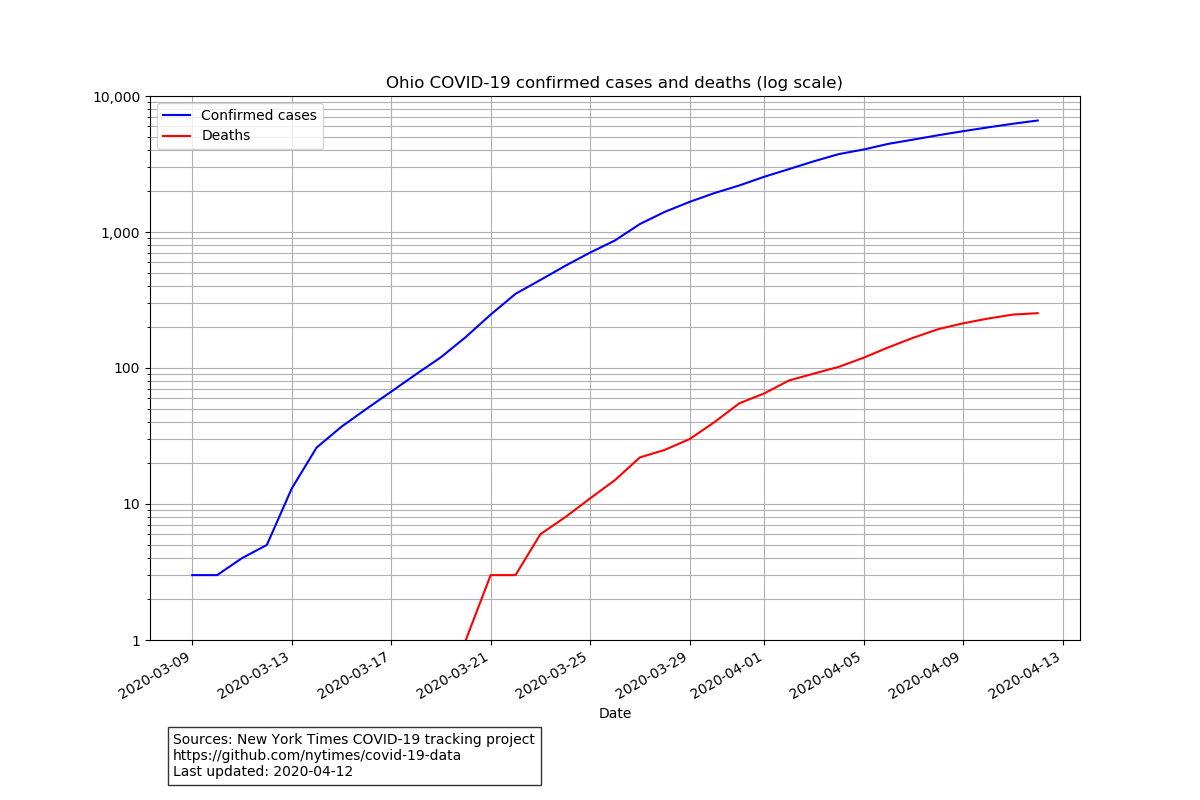 Ohio COVID-19 confirmed cases and deaths (log scale)
10,000
1,000
100
10
1
Confirmed cases
Deaths
2020-03-09
2020-03-13
2020-03-17
2020-03-21
2020-03-25
2020-03-29
2020-04-01
2020-04-05
2020-04-09
2020-04-13
Date
Sources: New York Times COVID-19 tracking project
https://github.com/nytimes/covid-19-data
Last updated: 2020-04-12